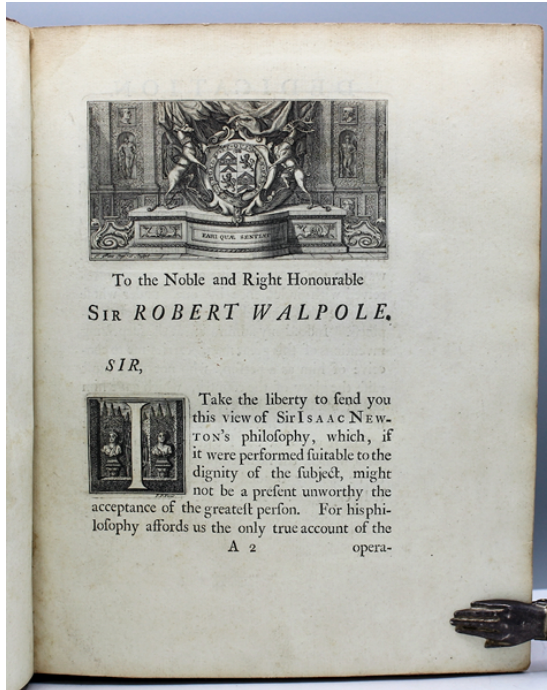 FARI QUÆ SENTIAT
To the Noble and Right Honourable
SIR ROBERT WALPOLE.
SIR,
I Take the liberty to ſend you
this view of Sir ISAAC NEW-
TON's philoſophy, which, if
it were performed ſuitable to the
dignity of the ſubject, might
not be a preſent unworthy the
acceptance of the greateſt perſon. For his phi-
loſophy affords us the only true account of the
A 2 opera-